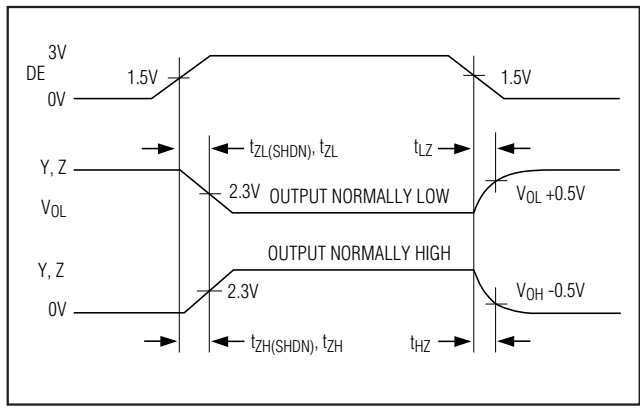 3V
DE
1.5V
1.5V
0V
tZL(SHDN), tZL
tLZ
Y, Z
2.3V
OUTPUT NORMALLY LOW
VOL +0.5V
VOL
OUTPUT NORMALLY HIGH
Y, Z
2.3V
VOH -0.5V
0V
tZH(SHDN), tZH
tHZ